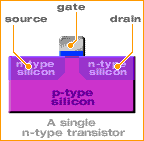 gate
source
drain
n-type
silicon
n-type
silicon
p-type
silicon
A single
n-type transistor